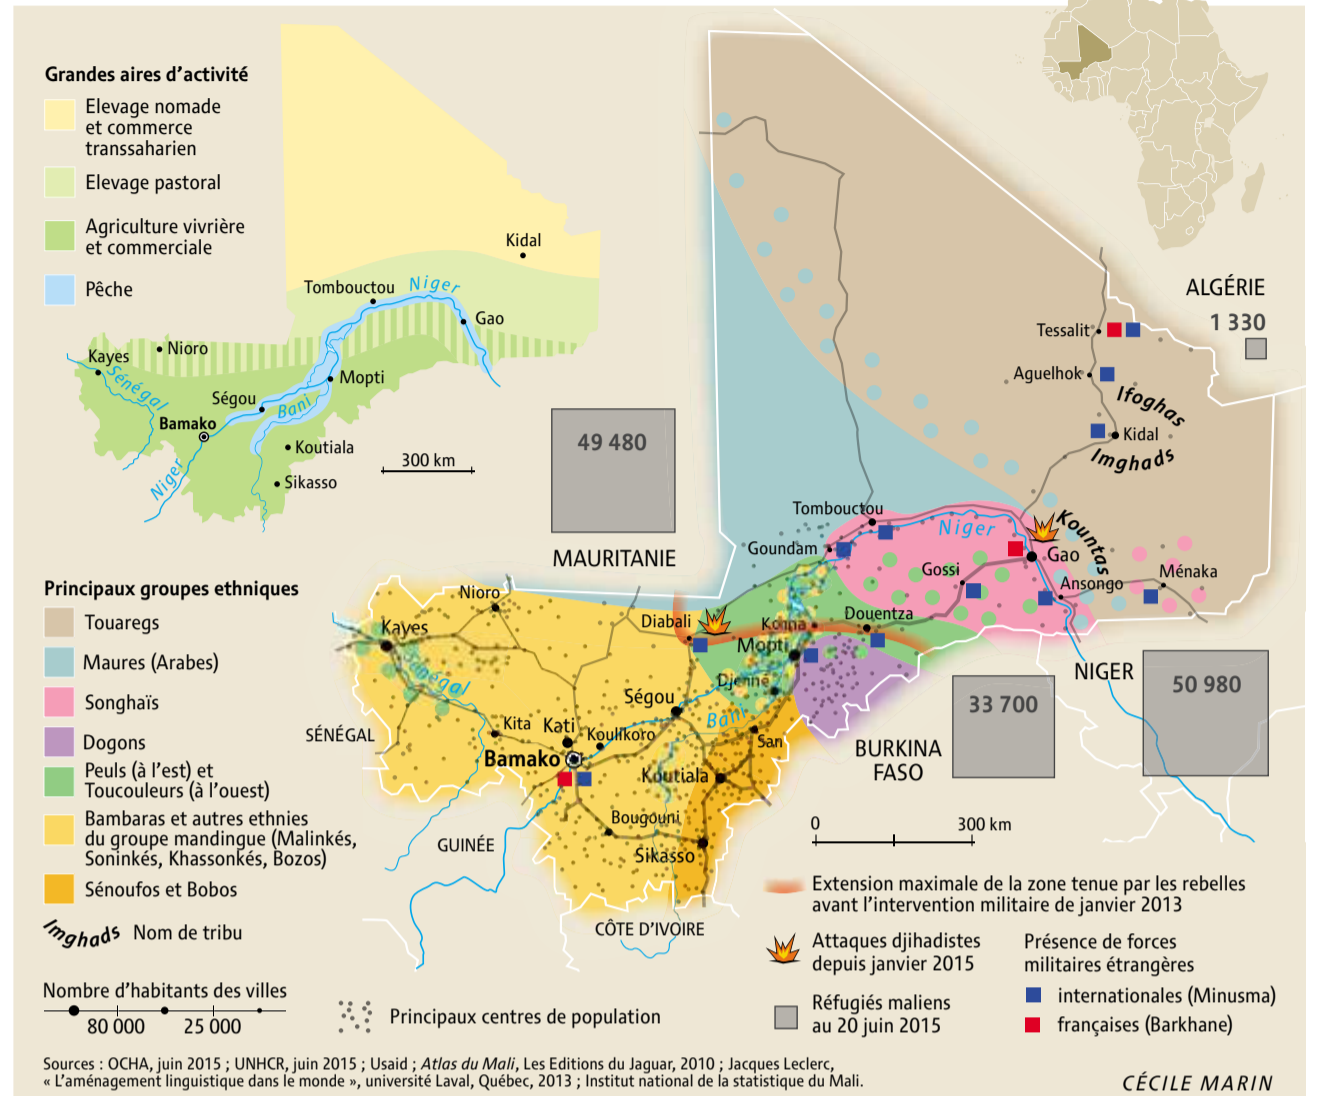 Grandes aires d'activité
Elevage nomade
et commerce
transsaharien
Elevage pastoral
Agriculture vivrière
et commerciale
Pêche
Kidal
Tombouctou
Niger
Gao
Nioro
Kayes
Sénégal
Mopti
Ségou
Bani
Bamako
Koutiala
Sikasso
Niger
300 km
ALGÉRIE
1 330
Tessalit
Aguelhok
Ifoghas
Kidal
Imghads
49 480
MAURITANIE
Tombouctou
Niger
Kountas
Goundam
Gao
Gossi
Ansongo
Ménaka
Principaux groupes ethniques
Touaregs
Maures (Arabes)
Songhaïs
Dogons
Peuls (à l'est) et
Toucouleurs (à l'ouest)
Bambaras et autres ethnies
du groupe mandingue (Malinkés,
Soninkés, Khassonkés, Bozos)
Sénoufos et Bobos
Imghads
Nom de tribu
Nioro
Kayes
Sénégal
Diabali
Konna
Douentza
Mopti
Djenné
Ségou
Bani
SÉNÉGAL
Kita
Kati
Koulikoro
San
Bamako
Koutiala
Bougouni
Sikasso
GUINÉE
CÔTE D'IVOIRE
BURKINA
FASO
33 700
NIGER
50 980
0
300 km
Extension maximale de la zone tenue par les rebelles
avant l'intervention militaire de janvier 2013
Attaques djihadistes
depuis janvier 2015
Réfugiés maliens
au 20 juin 2015
Présence de forces
militaires étrangères
internationales (Minusma)
françaises (Barkhane)
Nombre d'habitants des villes
80 000
25 000
Principaux centres de population
Sources : OCHA, juin 2015 ; UNHCR, juin 2015 ; Usaid ; Atlas du Mali, Les Editions du Jaguar, 2010 ; Jacques Leclerc,
« L'aménagement linguistique dans le monde », université Laval, Québec, 2013 ; Institut national de la statistique du Mali.
CÉCILE MARIN